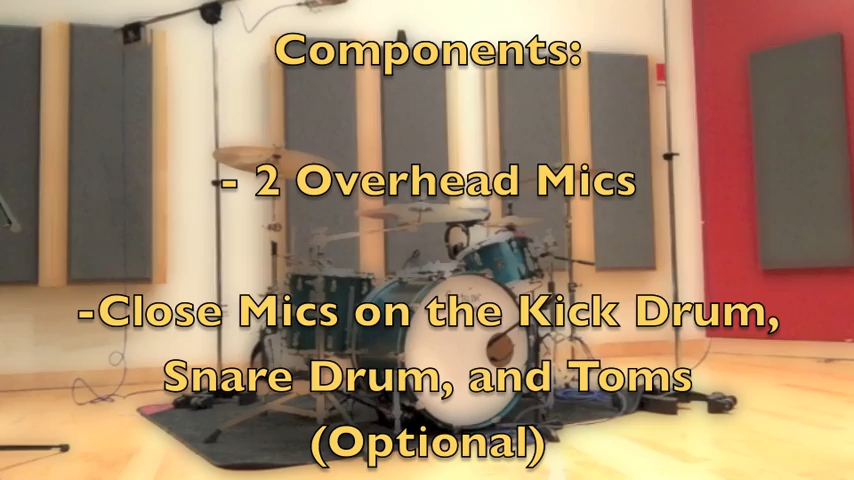 Components:
- 2 Overhead Mics
-Close Mics on the Kick Drum,
Snare Drum, and Toms
(Optional)